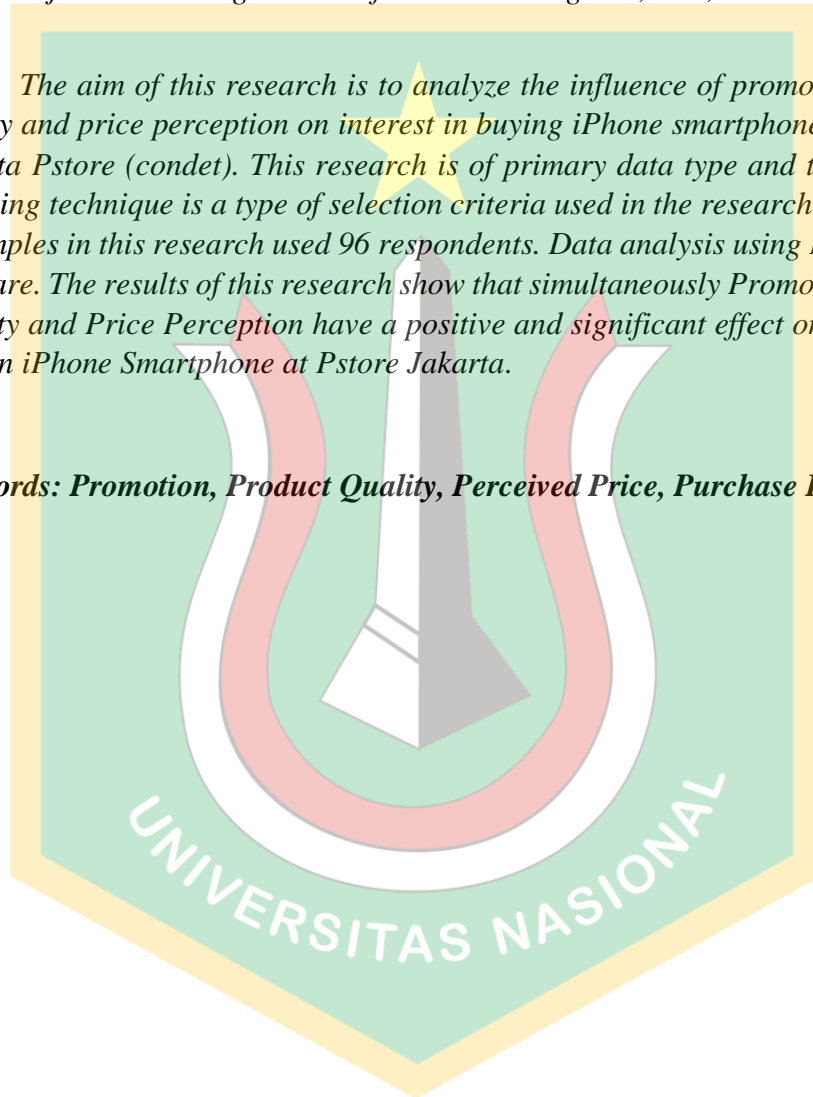 The aim of this research is to analyze the influence of promo
y and price perception on interest in buying iPhone smartphone
ta Pstore (condet). This research is of primary data type and t
ing technique is a type of selection criteria used in the research
mples in this research used 96 respondents. Data analysis using
are. The results of this research show that simultaneously Promo
ty and Price Perception have a positive and significant effect on
n iPhone Smartphone at Pstore Jakarta.
ords: Promotion, Product Quality, Perceived Price, Purchase
UNIVERSITAS NASIONAL